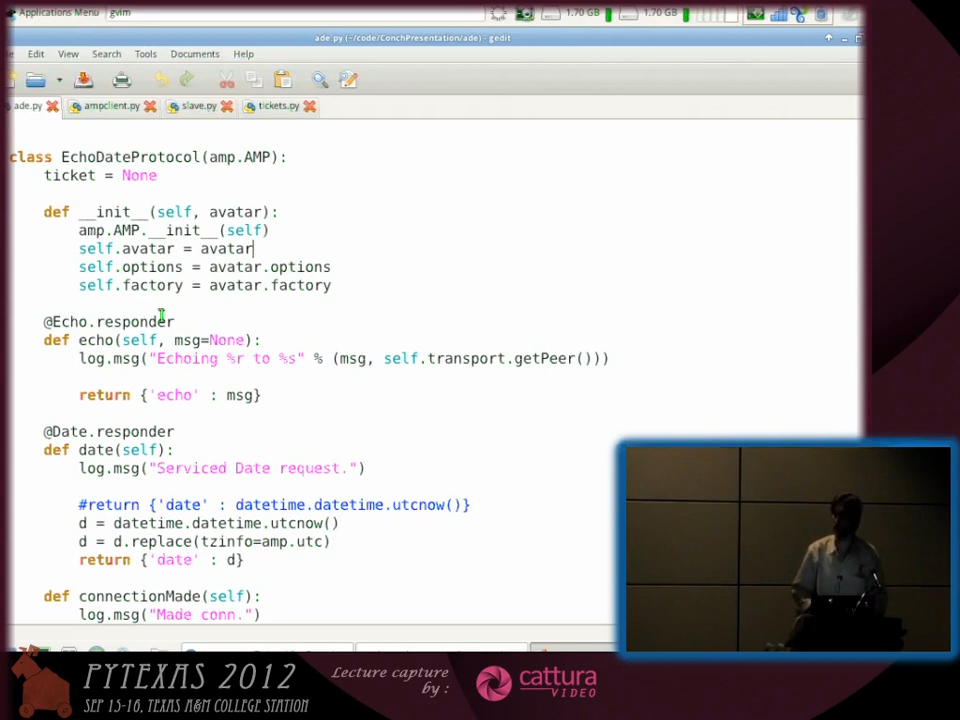 Applications Menu gvim 1.70 GB 1.70 GB
ade.py (~/code/ConchPresentation/ade) - gedit
Edit View Search Tools Documents Help
ade.py ampclient.py slave.py tickets.py
class EchoDateProtocol(amp.AMP):
    ticket = None
    def __init__(self, avatar):
        amp.AMP.__init__(self)
        self.avatar = avatar
        self.options = avatar.options
        self.factory = avatar.factory
    @Echo.responder
    def echo(self, msg=None):
        log.msg("Echoing %r to %s" % (msg, self.transport.getPeer()))
        return {'echo' : msg}
    @Date.responder
    def date(self):
        log.msg("Serviced Date request.")
        #return {'date' : datetime.datetime.utcnow()}
        d = datetime.datetime.utcnow()
        d = d.replace(tzinfo=amp.utc)
        return {'date' : d}
    def connectionMade(self):
        log.msg("Made conn.")
PYTEXAS 2012
SEP 15-16, TEXAS A&M COLLEGE STATION
Lecture capture
by :
cattura
VIDEO